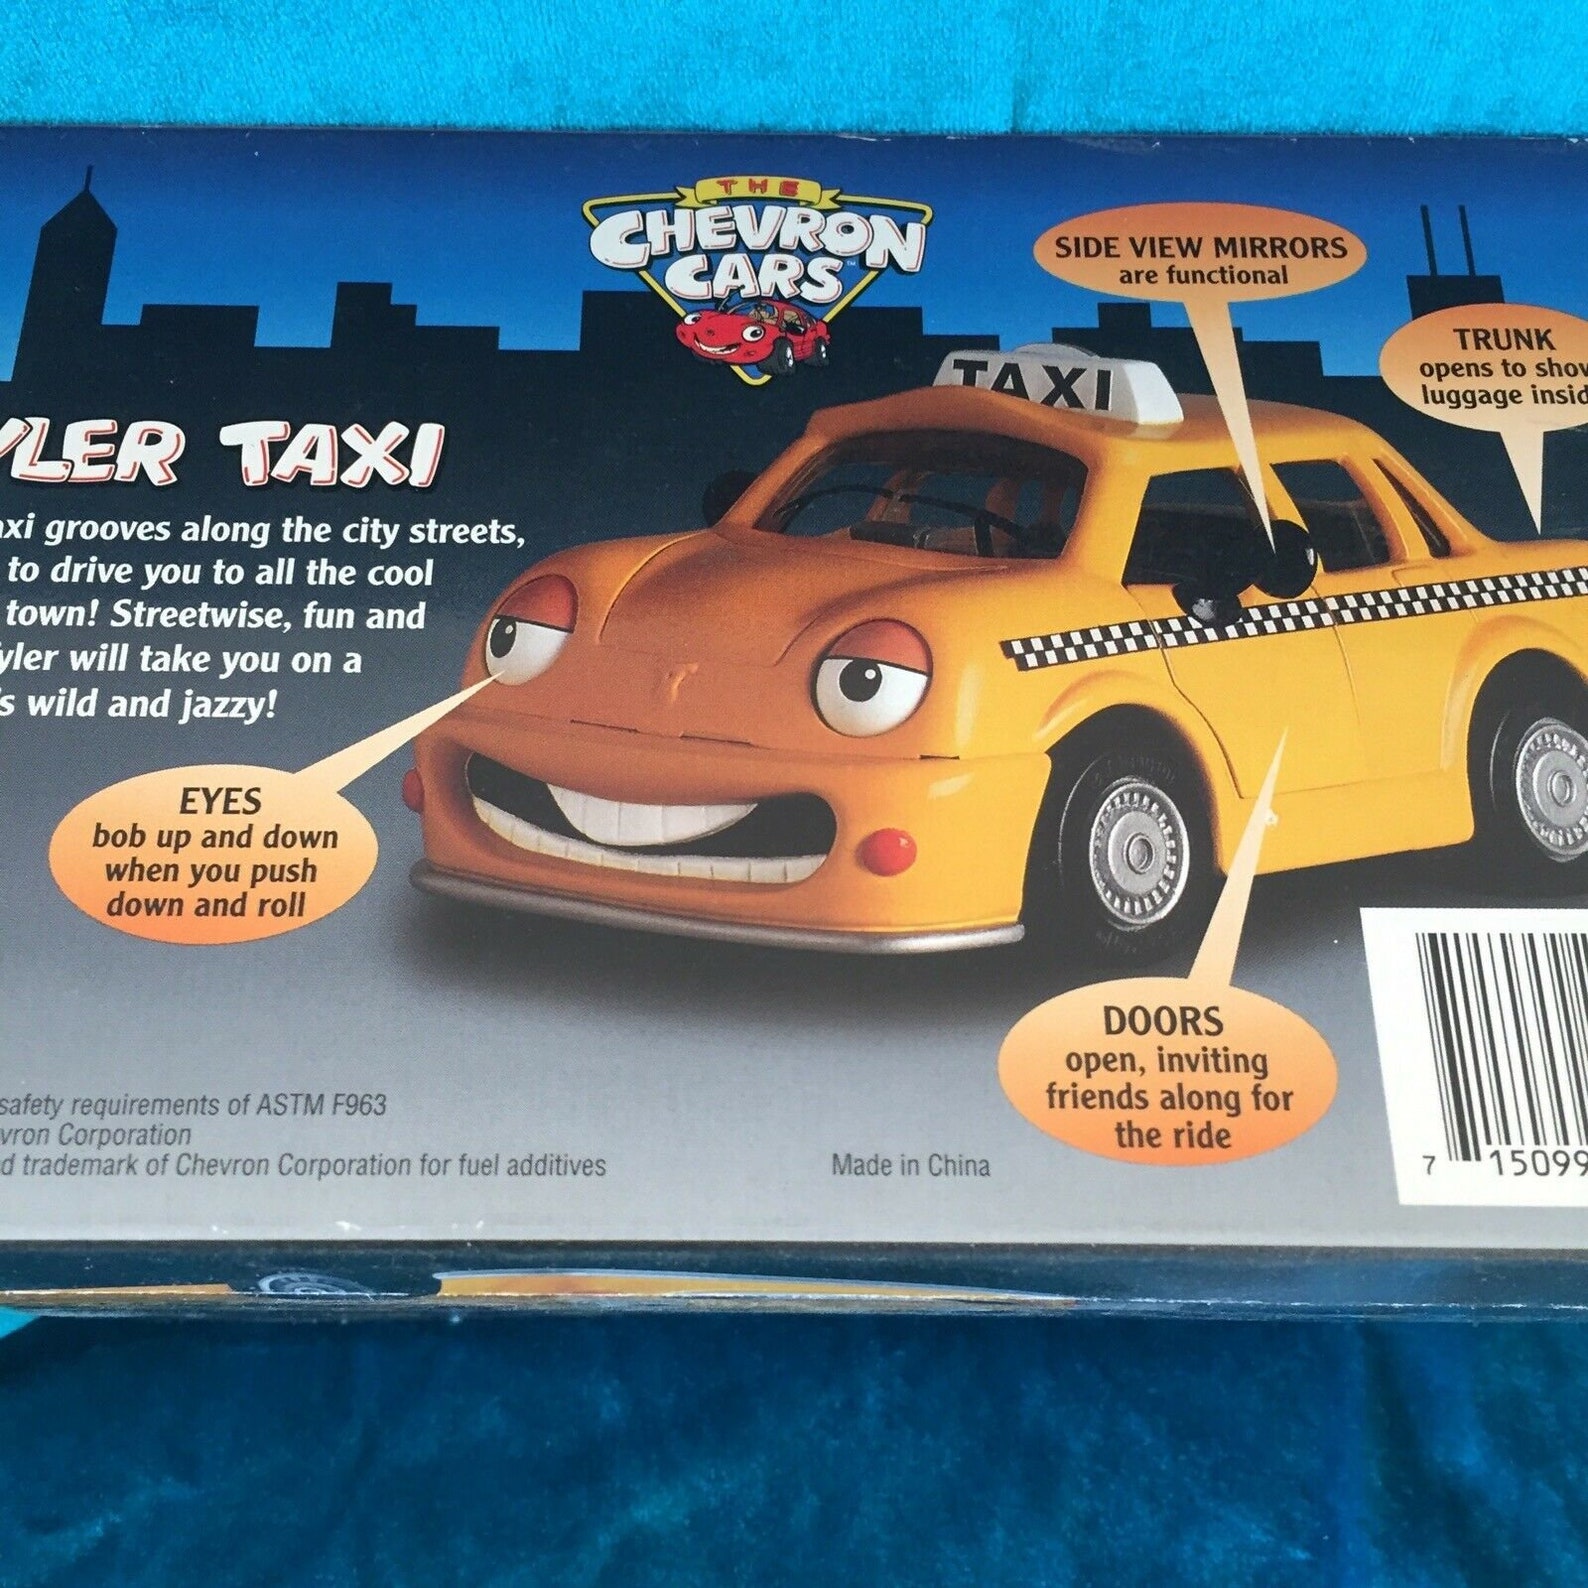 THE
CHEVRON
CARS™
SIDE VIEW MIRRORS
are functional
TRUNK
opens to show
luggage insid
TAXI
YLER TAXI
axi grooves along the city streets,
to drive you to all the cool
town! Streetwise, fun and
yler will take you on a
s wild and jazzy!
EYES
bob up and down
when you push
down and roll
DOORS
open, inviting
friends along for
the ride
safety requirements of ASTM F963
vron Corporation
d trademark of Chevron Corporation for fuel additives
Made in China
7 15099